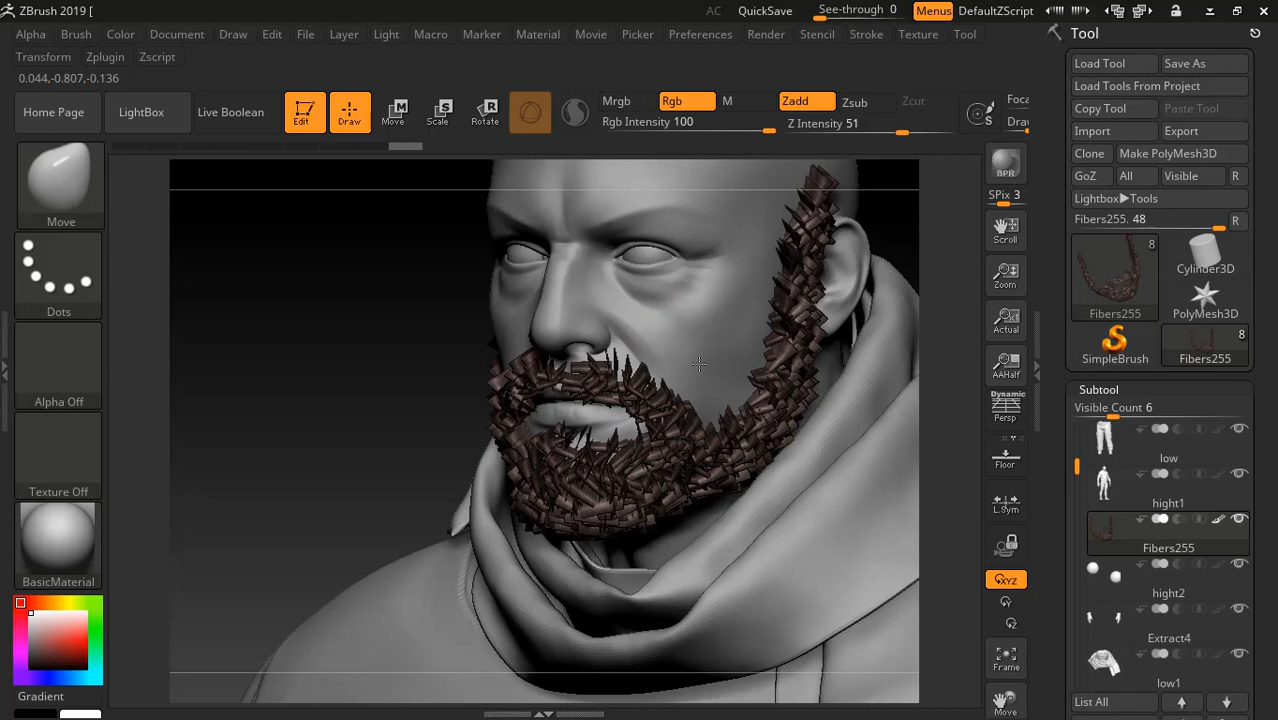 ZBrush 2019 [
AC QuickSave See-through 0 Menus DefaultZScript
Alpha Brush Color Document Draw Edit File Layer Light Macro Marker Material Movie Picker Preferences Render Stencil Stroke Texture Tool
Transform Zplugin Zscript
0.044,-0.807,-0.136
Home Page LightBox Live Boolean Edit Draw Move Scale Rotate
M S R
Mrgb Rgb M Zadd Zsub Zcut
Rgb Intensity 100 Z Intensity 51
S Foca
Drav
Move
Dots
Alpha Off
Texture Off
BasicMaterial
Gradient
BPR
SPix 3
Scroll
Zoom
Actual
AAHalf
Dynamic
Persp
Floor
L.Sym
XYZ
Y
Z
Frame
Move
Tool
Load Tool Save As
Load Tools From Project
Copy Tool Paste Tool
Import Export
Clone Make PolyMesh3D
GoZ All Visible R
Lightbox▶Tools
Fibers255. 48 R
8
Fibers255
Cylinder3D
PolyMesh3D
SimpleBrush
8
Fibers255
Subtool
Visible Count 6
low
hight1
Fibers255
hight2
Extract4
low1
List All